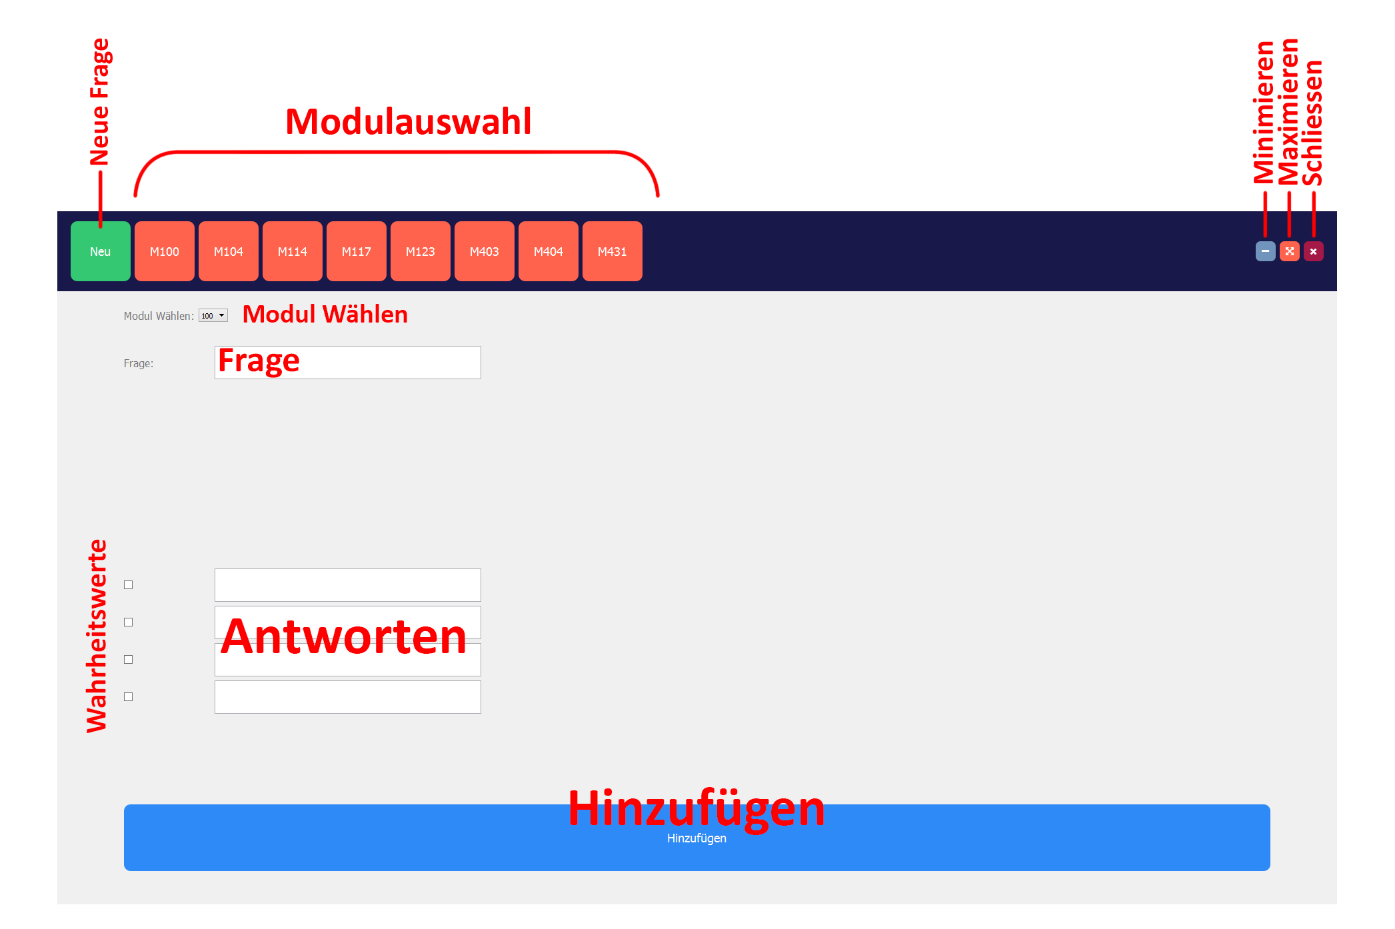 Neue Frage
Modulauswahl
Minimieren
Maximieren
Schliessen
Neu M100 M104 M114 M117 M123 M403 M404 M431
Modul Wählen: 100 Modul Wählen
Frage: Frage
Wahrheitswerte
Antworten
Hinzufügen
Hinzufügen